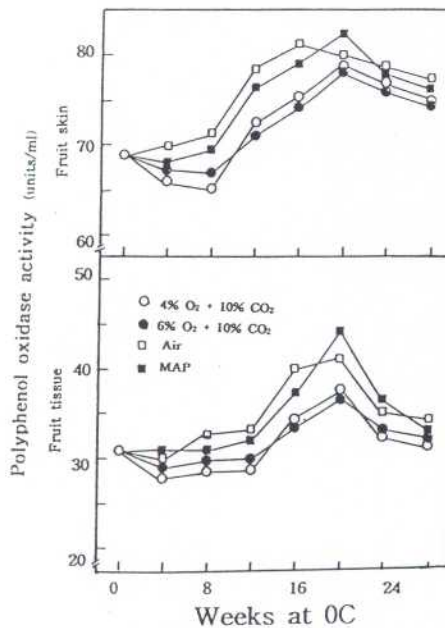 Polyphenol oxidase activity (units/ml)
Fruit skin
80
70
60
Fruit tissue
50
40
30
20
4% O₂ + 10% CO₂
6% O₂ + 10% CO₂
Air
MAP
0
8
16
24
Weeks at 0C